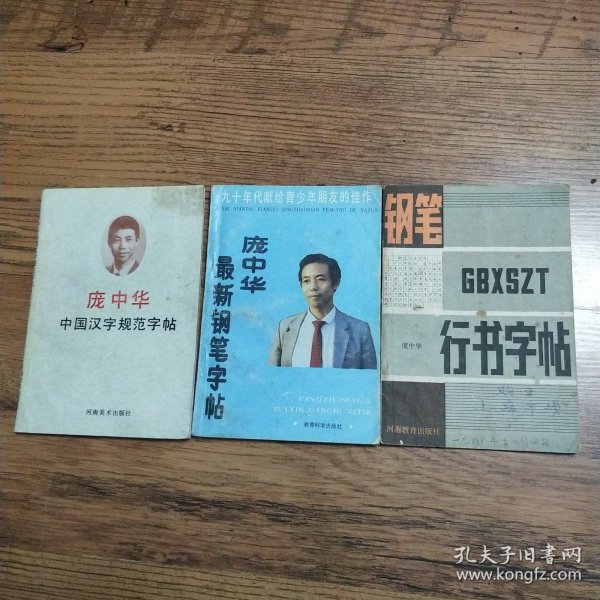 庞中华
中国汉字规范字帖
河南美术出版社
九十年代献给青少年朋友的佳作
庞中华
最新钢笔字帖
PANGZHONGHUA
ZUIXIN GANGBI ZITIE
教育科学出版社
钢笔
GBXSZT
庞中华
行书字帖
河南教育出版社
孔夫子旧书网
www.kongfz.com